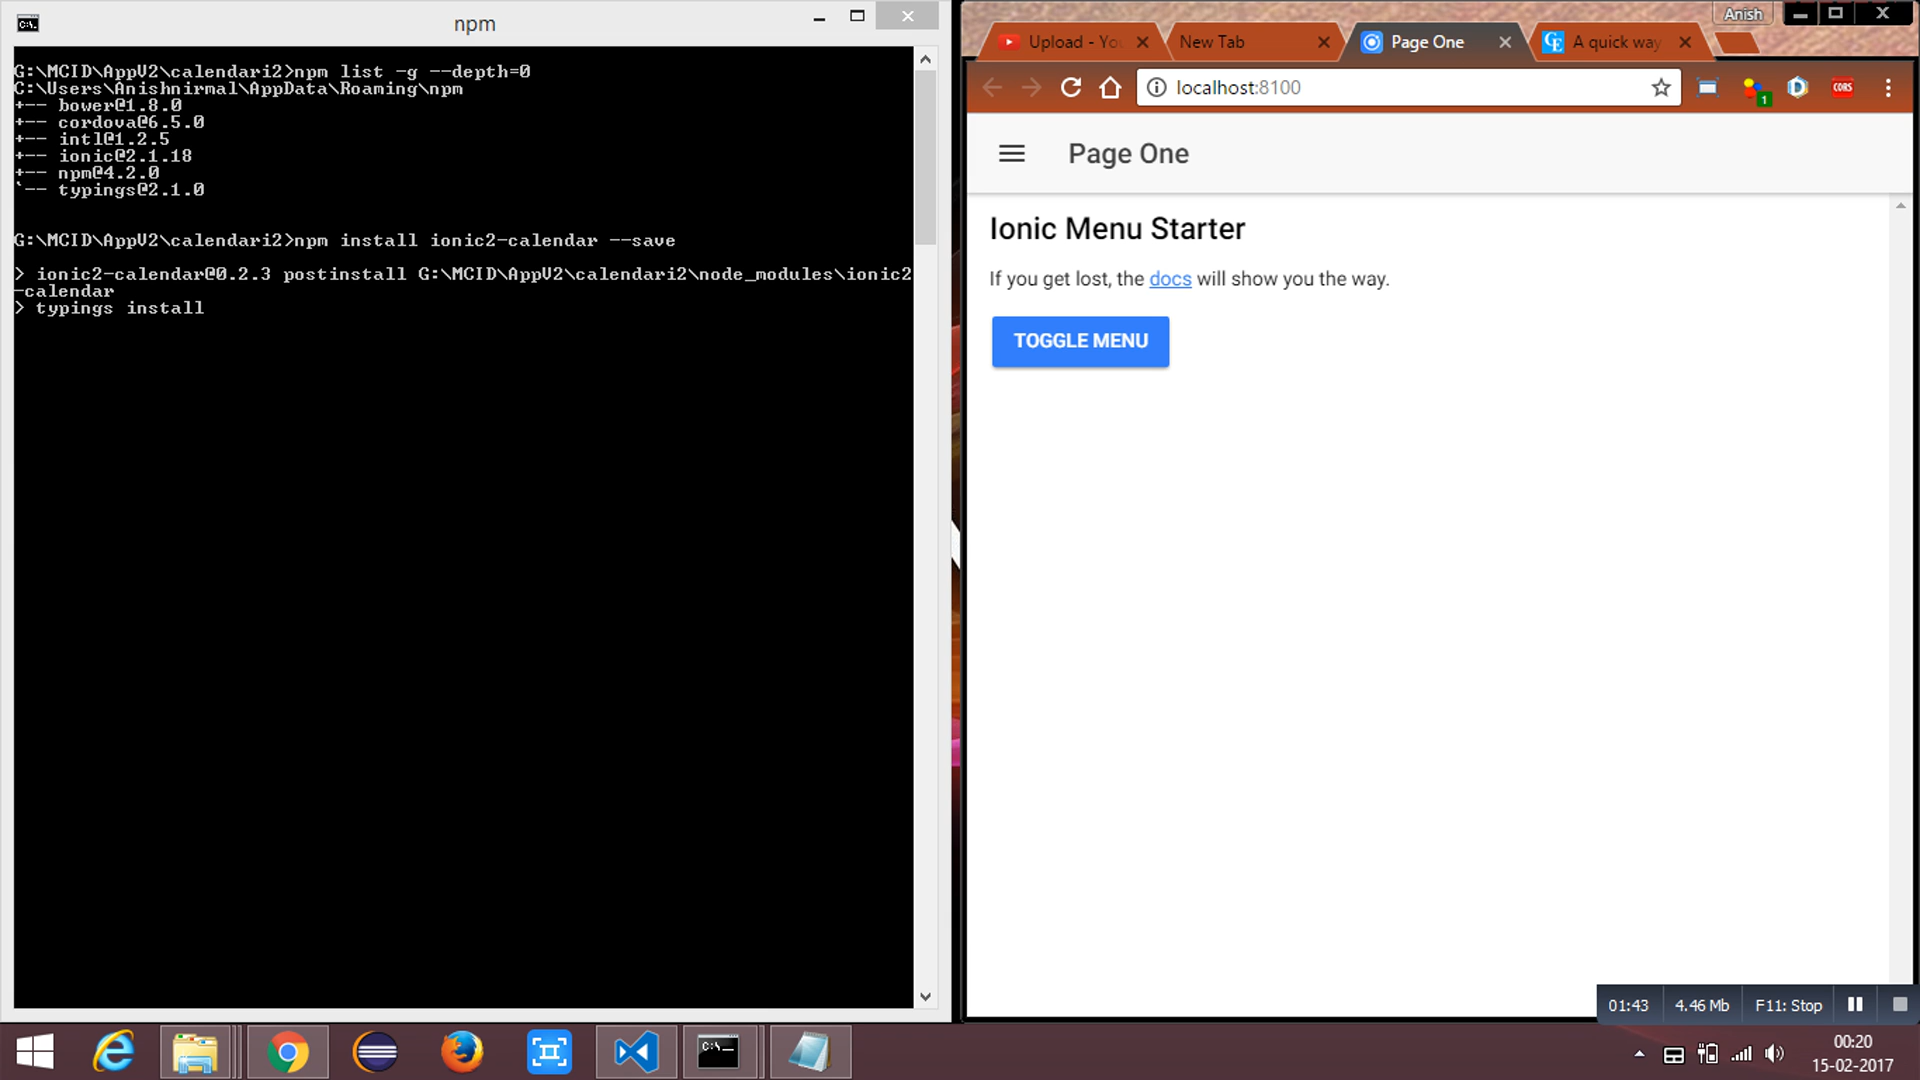 npm
G:\MCID\AppV2\calendari2>npm list -g --depth=0
C:\Users\Anishnirmal\AppData\Roaming\npm
+-- bower@1.8.0
+-- cordova@6.5.0
+-- intl@1.2.5
+-- ionic@2.1.18
+-- npm@4.2.0
`-- typings@2.1.0
G:\MCID\AppV2\calendari2>npm install ionic2-calendar --save
> ionic2-calendar@0.2.3 postinstall G:\MCID\AppV2\calendari2\node_modules\ionic2
-calendar
> typings install
Anish
Upload - You
New Tab
Page One
A quick way
localhost:8100
1
CORS
Page One
Ionic Menu Starter
If you get lost, the docs will show you the way.
TOGGLE MENU
01:43 4.46 Mb F11: Stop
00:20
15-02-2017